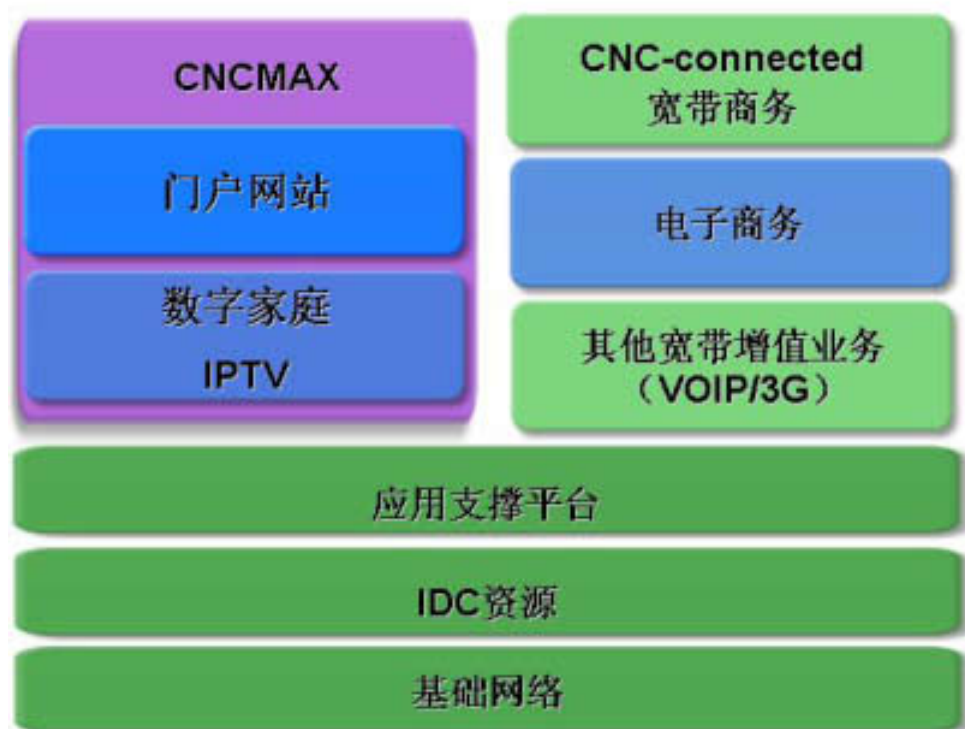 CNCMAX
门户网站
数字家庭
IPTV
CNC-connected
宽带商务
电子商务
其他宽带增值业务
（VOIP/3G）
应用支撑平台
IDC资源
基础网络